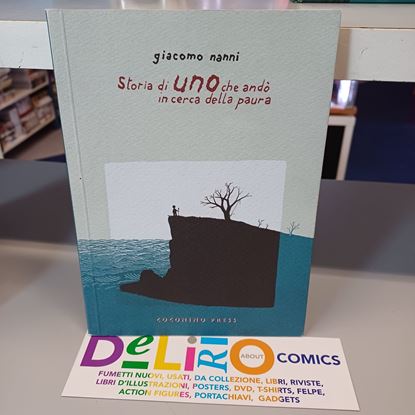 giacomo nanni
Storia di uno che andò
in cerca della paura
COCONINO PRESS
DeLiRiO ABOUT COMICS
FUMETTI NUOVI, USATI, DA COLLEZIONE, LIBRI, RIVISTE,
LIBRI D'ILLUSTRAZIONI, POSTERS, DVD, T-SHIRTS, FELPE,
ACTION FIGURES, PORTACHIAVI, GADGETS